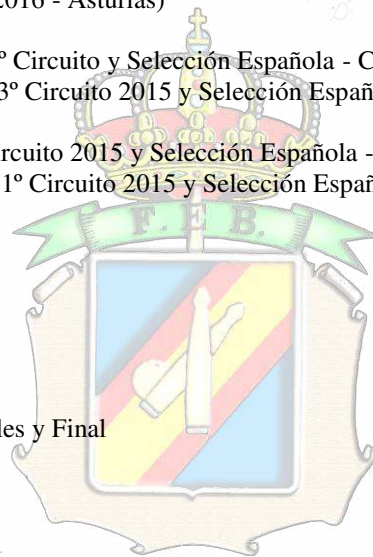 2016 - Asturias)
º Circuito y Selección Española - C
3º Circuito 2015 y Selección Españ
ircuito 2015 y Selección Española -
1º Circuito 2015 y Selección Españ
F. E B.
les y Final